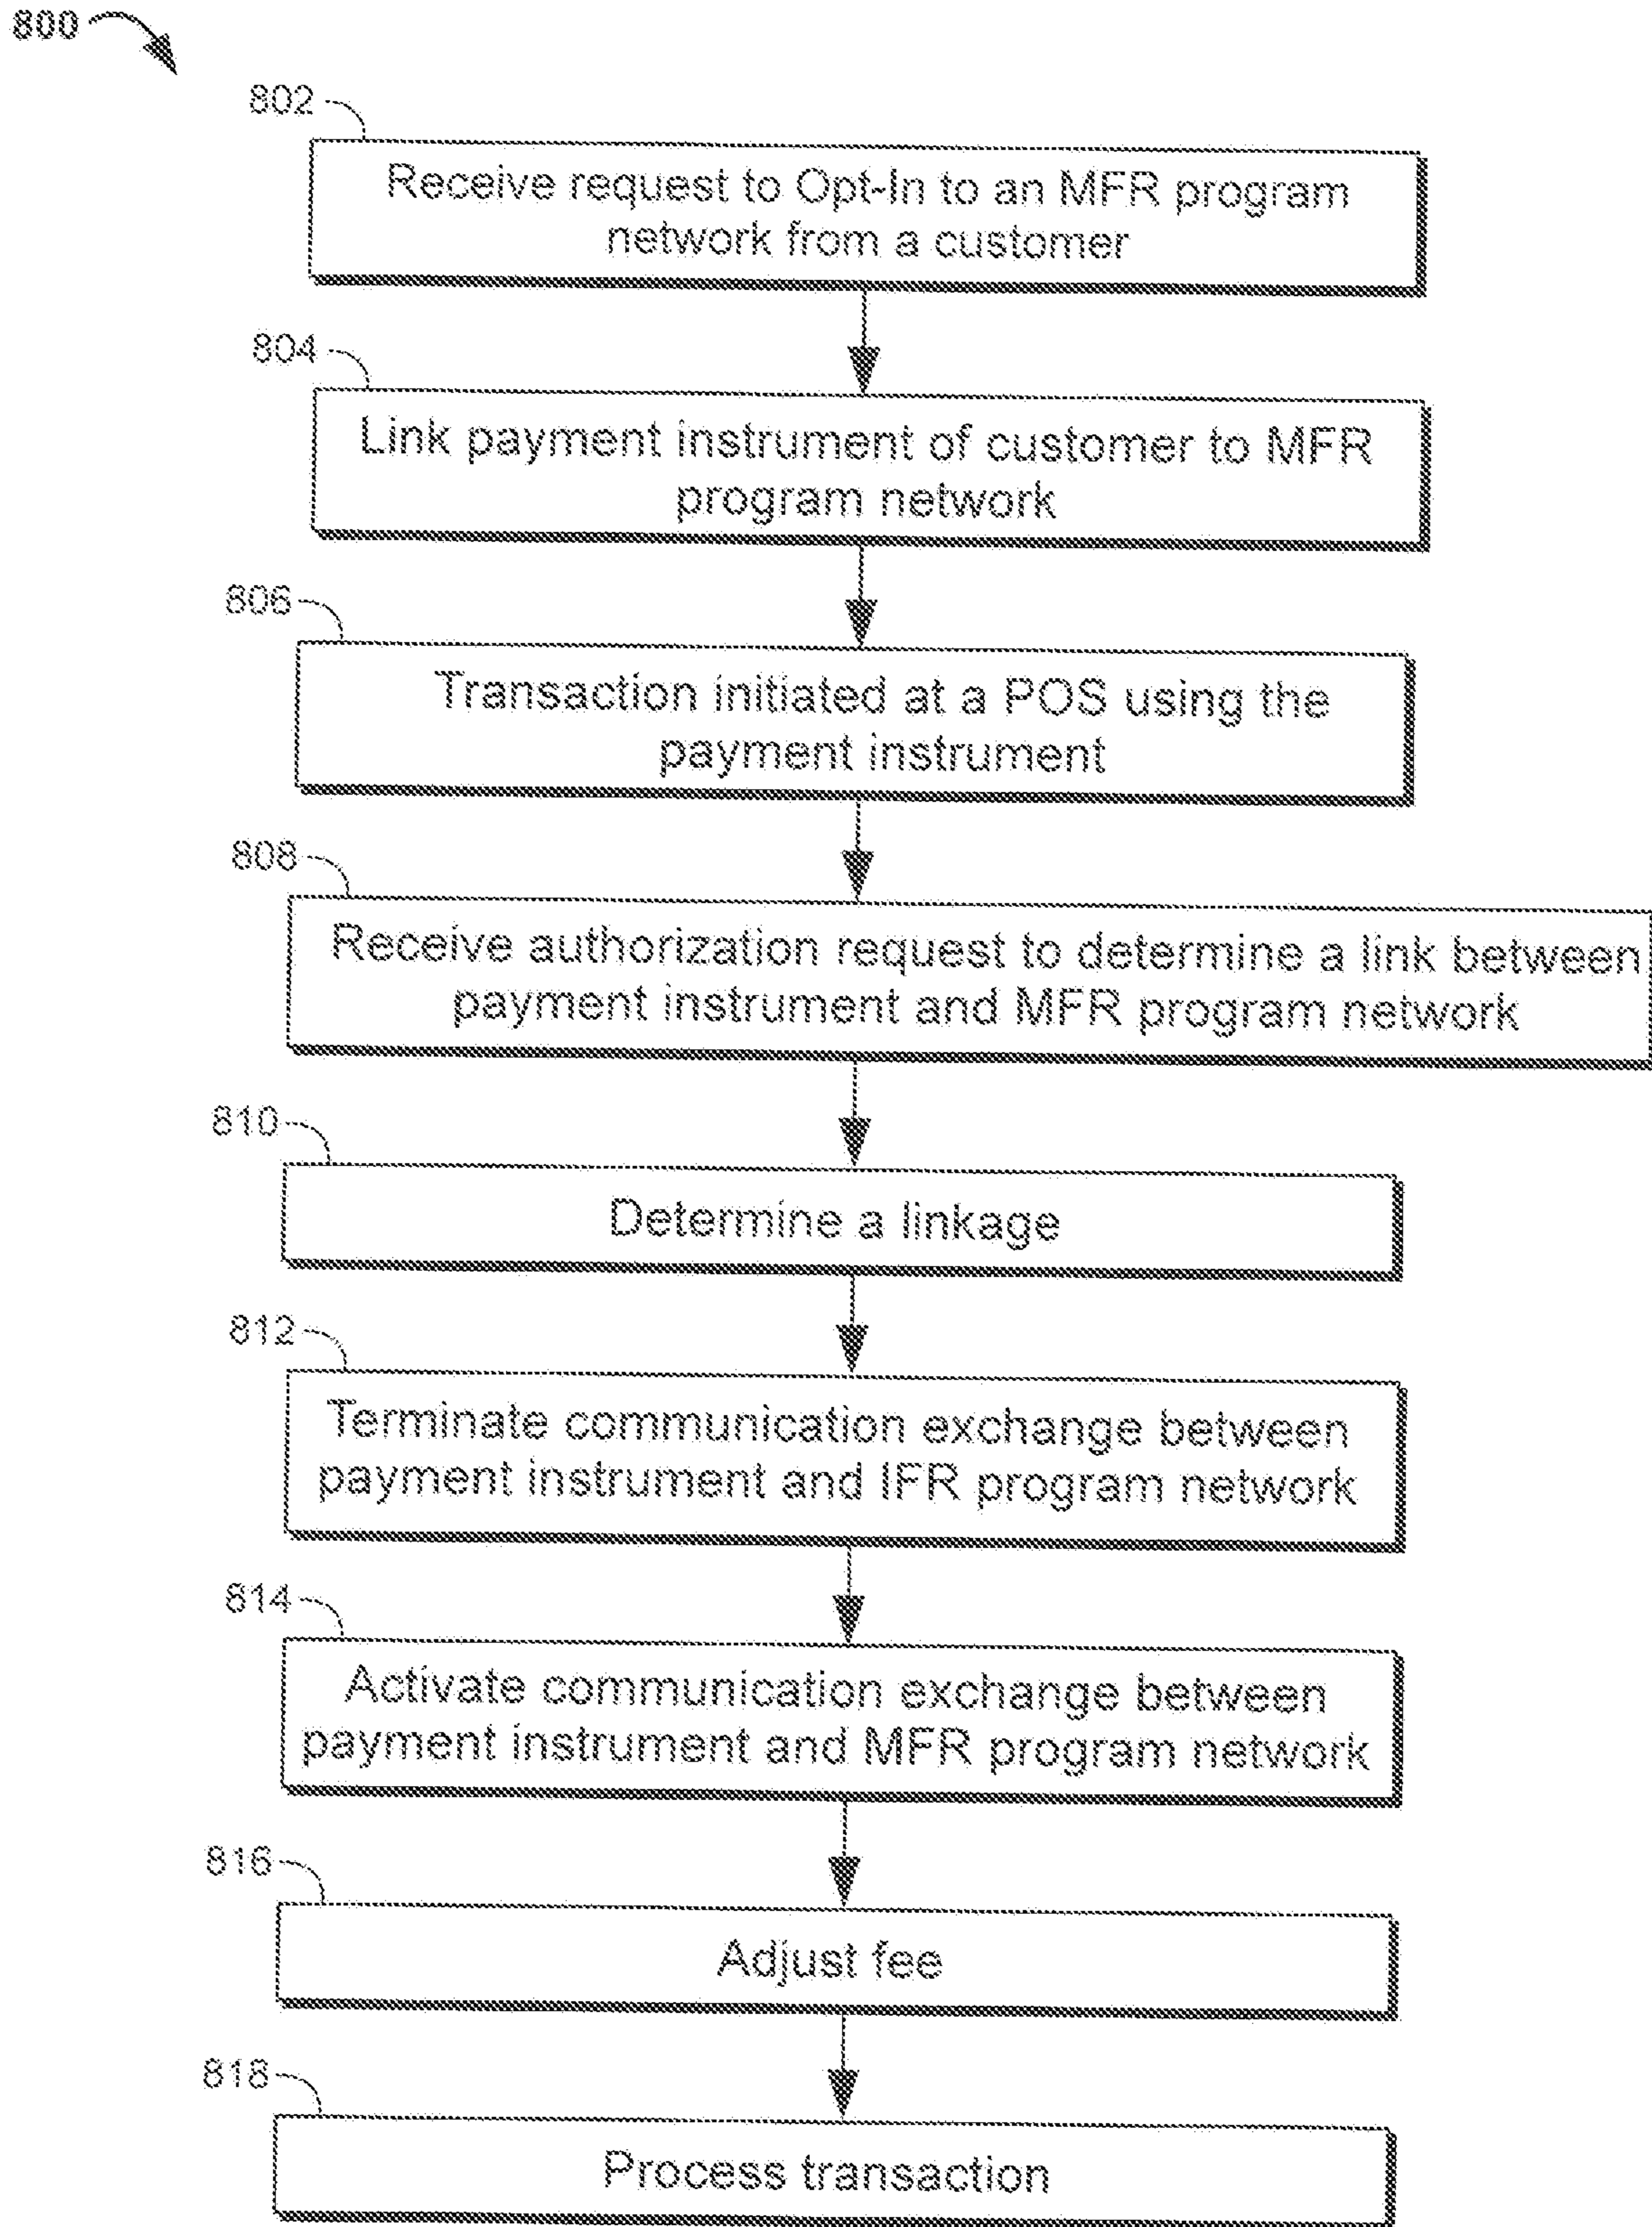 800
802
Receive request to Opt-In to an MFR program
network from a customer
804
Link payment instrument of customer to MFR
program network
806
Transaction initiated at a POS using the
payment instrument
808
Receive authorization request to determine a link between
payment instrument and MFR program network
810
Determine a linkage
812
Terminate communication exchange between
payment instrument and IFR program network
814
Activate communication exchange between
payment instrument and MFR program network
816
Adjust fee
818
Process transaction